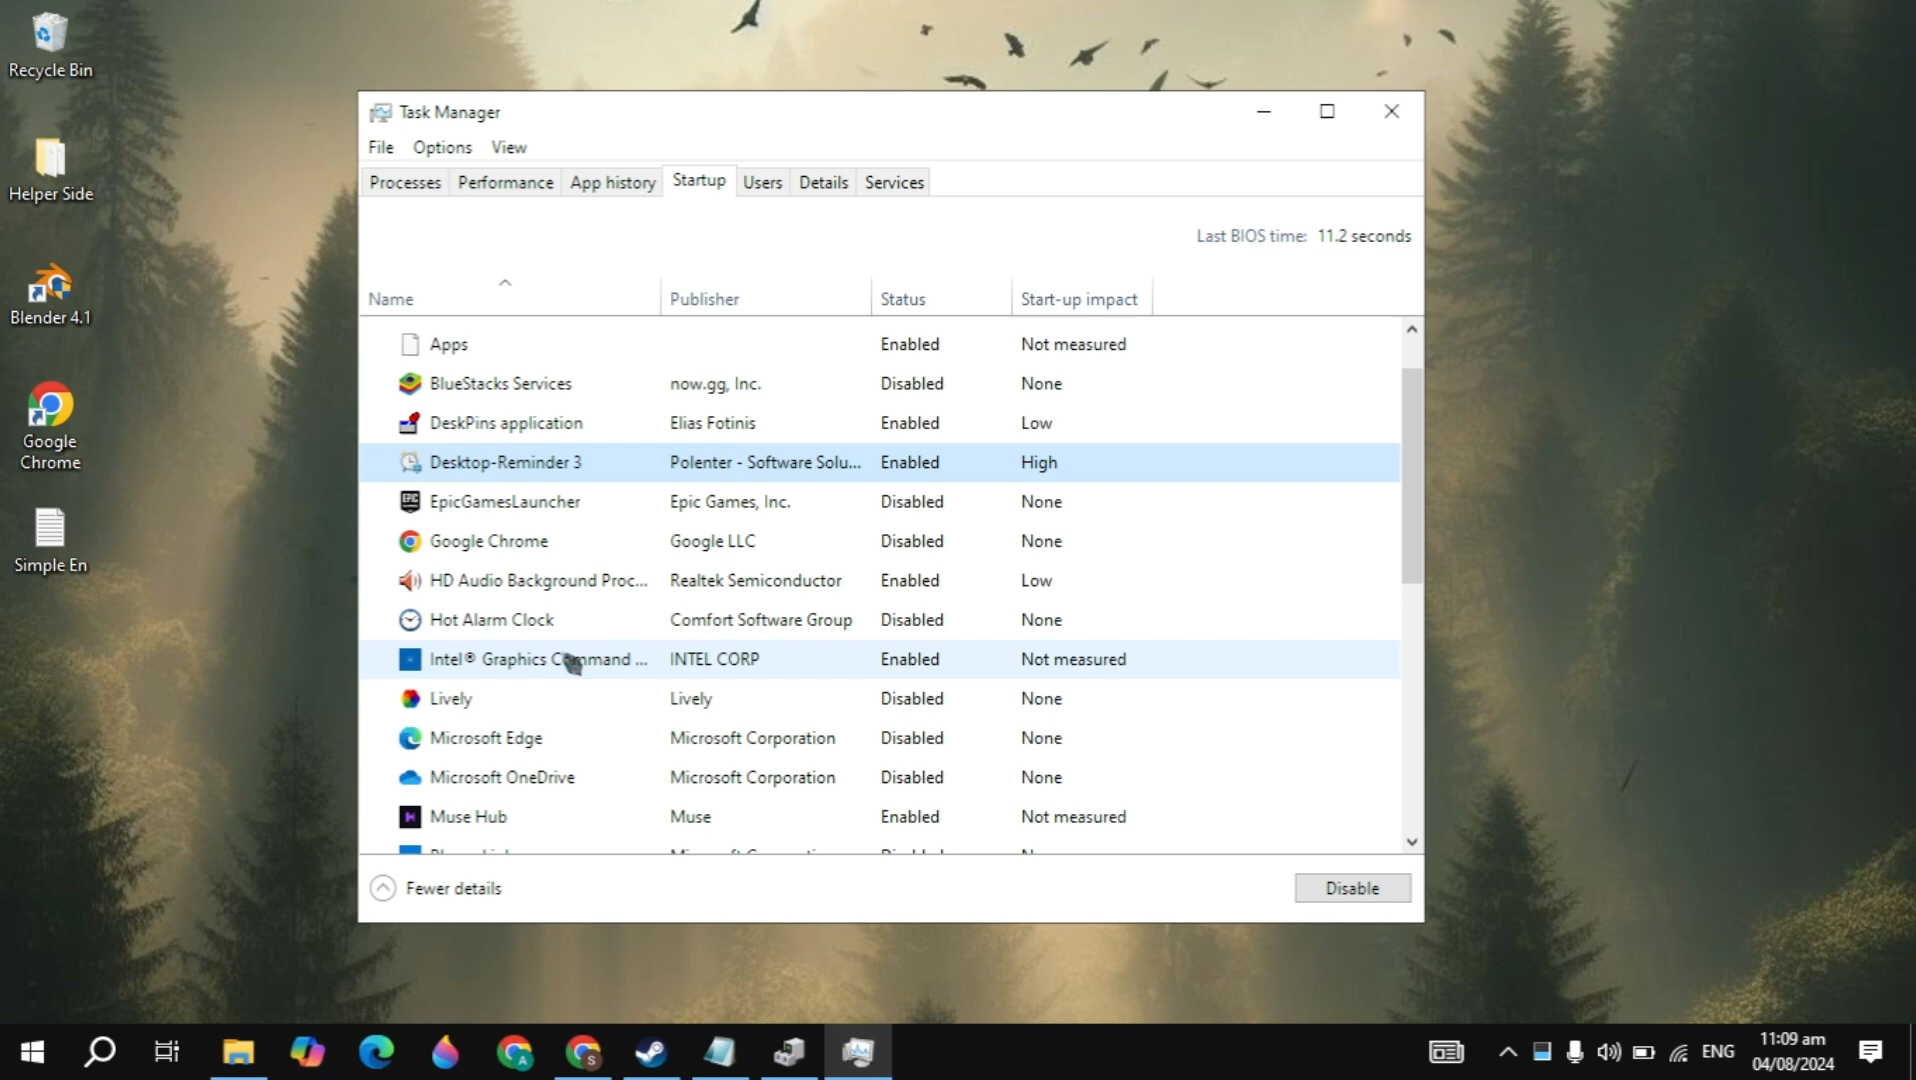 Recycle Bin
Helper Side
Blender 4.1
Google
Chrome
Simple En
Task Manager
File Options View
Processes Performance App history Startup Users Details Services
Last BIOS time: 11.2 seconds
Name Publisher Status Start-up impact
Apps Enabled Not measured
BlueStacks Services now.gg, Inc. Disabled None
DeskPins application Elias Fotinis Enabled Low
Desktop-Reminder 3 Polenter - Software Solu... Enabled High
EpicGamesLauncher Epic Games, Inc. Disabled None
Google Chrome Google LLC Disabled None
HD Audio Background Proc... Realtek Semiconductor Enabled Low
Hot Alarm Clock Comfort Software Group Disabled None
Intel® Graphics Command ... INTEL CORP Enabled Not measured
Lively Lively Disabled None
Microsoft Edge Microsoft Corporation Disabled None
Microsoft OneDrive Microsoft Corporation Disabled None
Muse Hub Muse Enabled Not measured
Fewer details Disable
ENG
11:09 am
04/08/2024